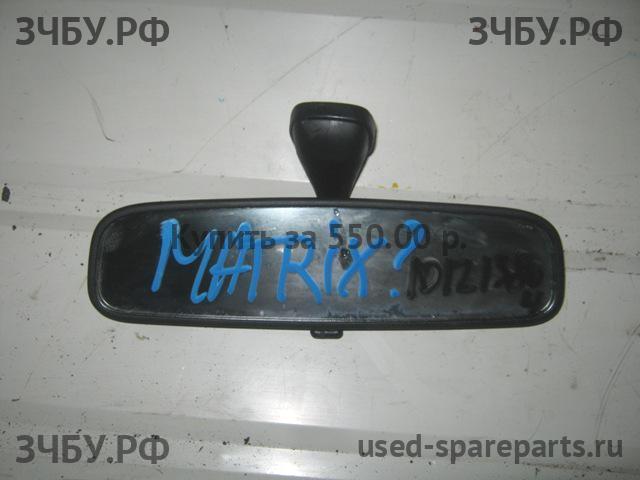 ЗЧБУ.РФ ЗЧБУ.РФ
Купить за 550.00 р.
MATRIX?
ЗЧБУ.РФ used-spareparts.ru